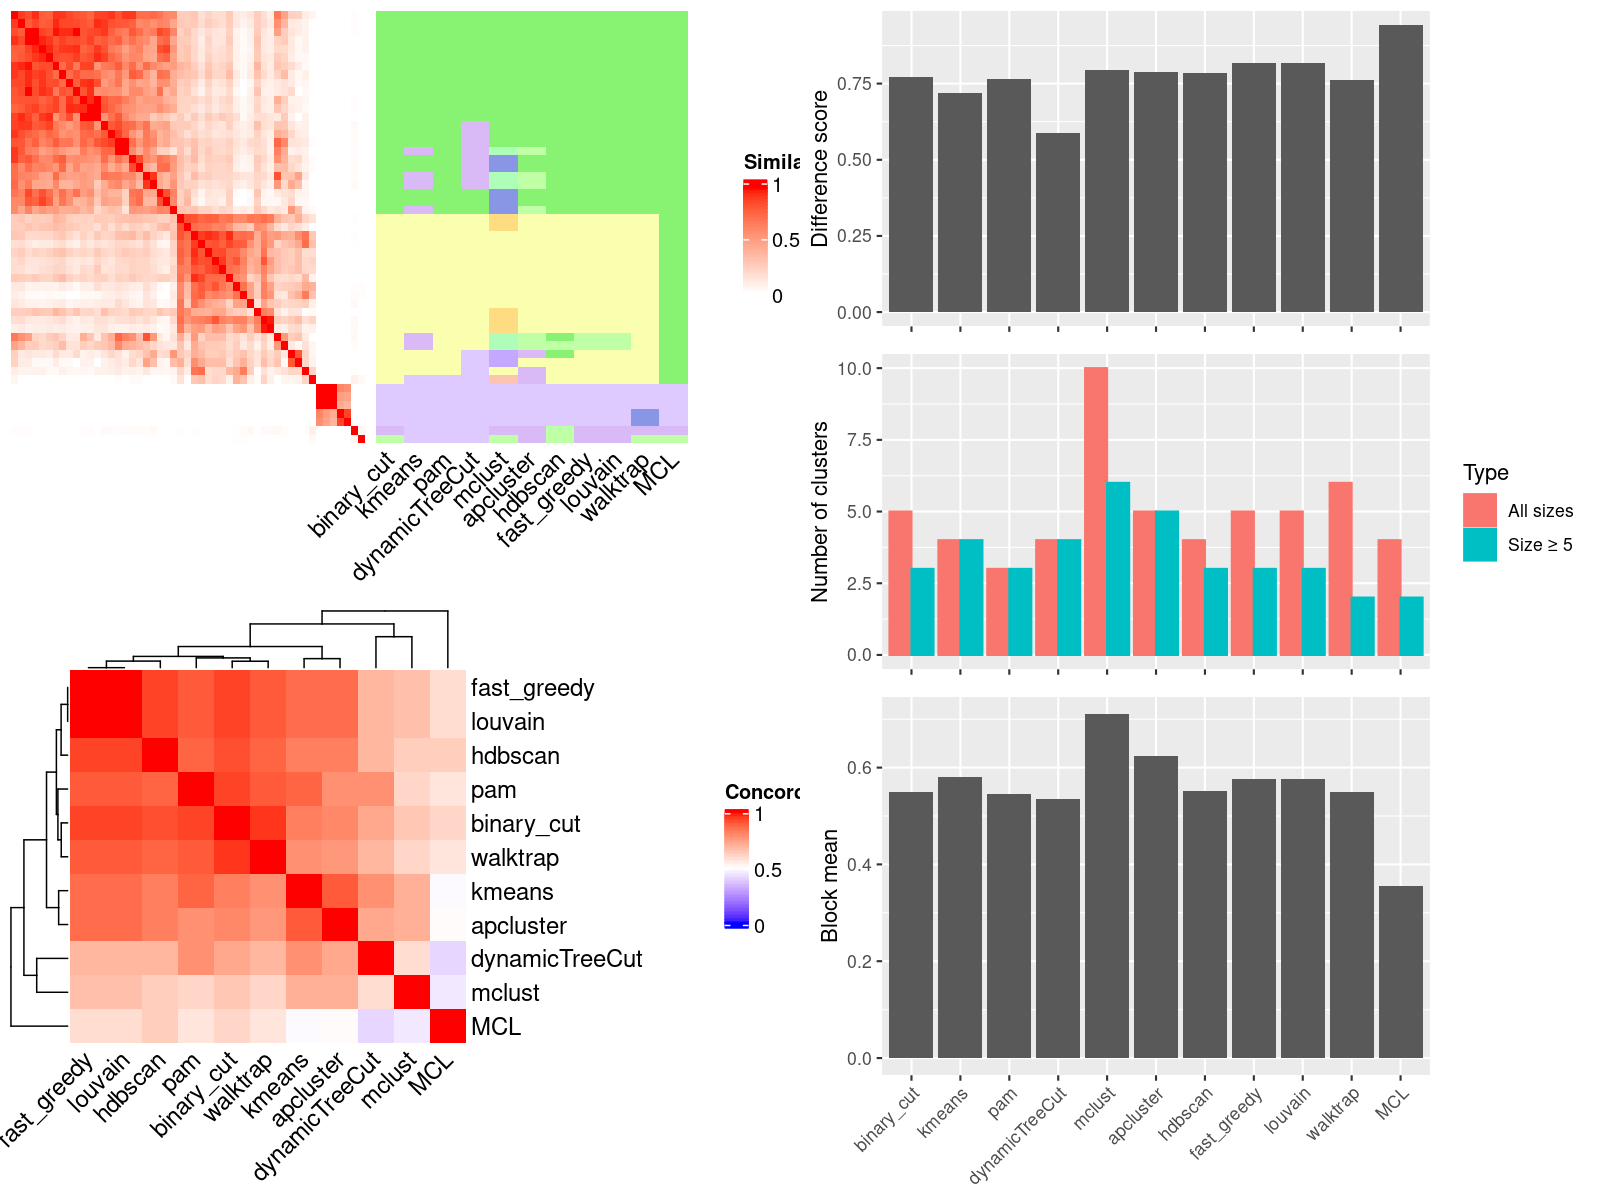 Simila
1
0.5
0
binary_cut
kmeans
pam
dynamicTreeCut
mclust
apcluster
hdbscan
fast_greedy
louvain
walktrap
MCL
fast_greedy
louvain
hdbscan
pam
binary_cut
walktrap
kmeans
apcluster
dynamicTreeCut
mclust
MCL
fast_greedy
louvain
hdbscan
pam
binary_cut
walktrap
kmeans
apcluster
dynamicTreeCut
mclust
MCL
Concorc
1
0.5
0
Difference score
0.75
0.50
0.25
0.00
Number of clusters
10.0
7.5
5.0
2.5
0.0
Type
All sizes
Size ≥ 5
Block mean
0.6
0.4
0.2
0.0
binary_cut
kmeans
pam
dynamicTreeCut
mclust
apcluster
hdbscan
fast_greedy
louvain
walktrap
MCL